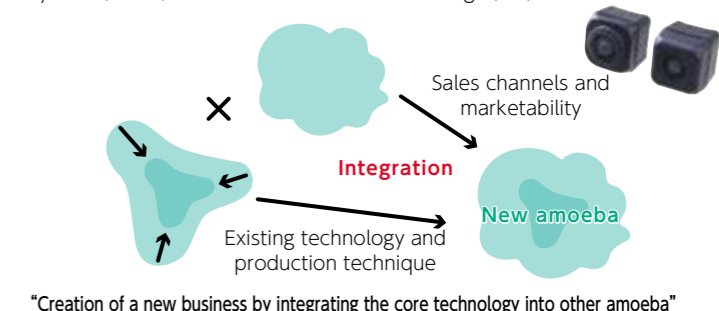 Sales channels and
marketability
×
Integration
New amoeba
Existing technology and
production technique
“Creation of a new business by integrating the core technology into other amoeba”